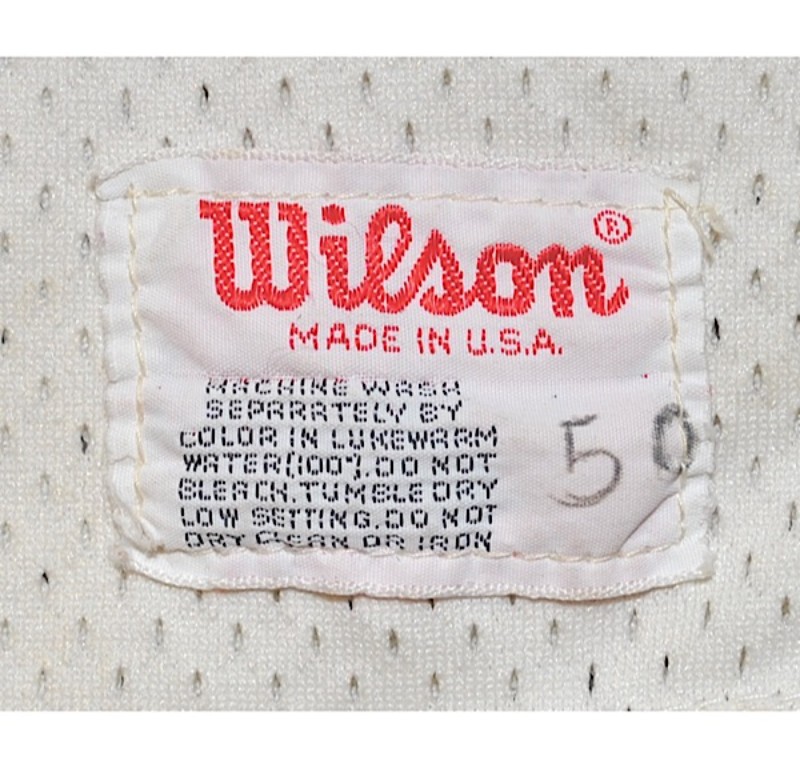 Wilson®
MADE IN U.S.A.
MACHINE WASH
SEPARATELY BY
COLOR IN LUKEWARM
WATER(100°).DO NOT
BLEACH.TUMBLE DRY
LOW SETTING.DO NOT
DRY CLEAN OR IRON
50